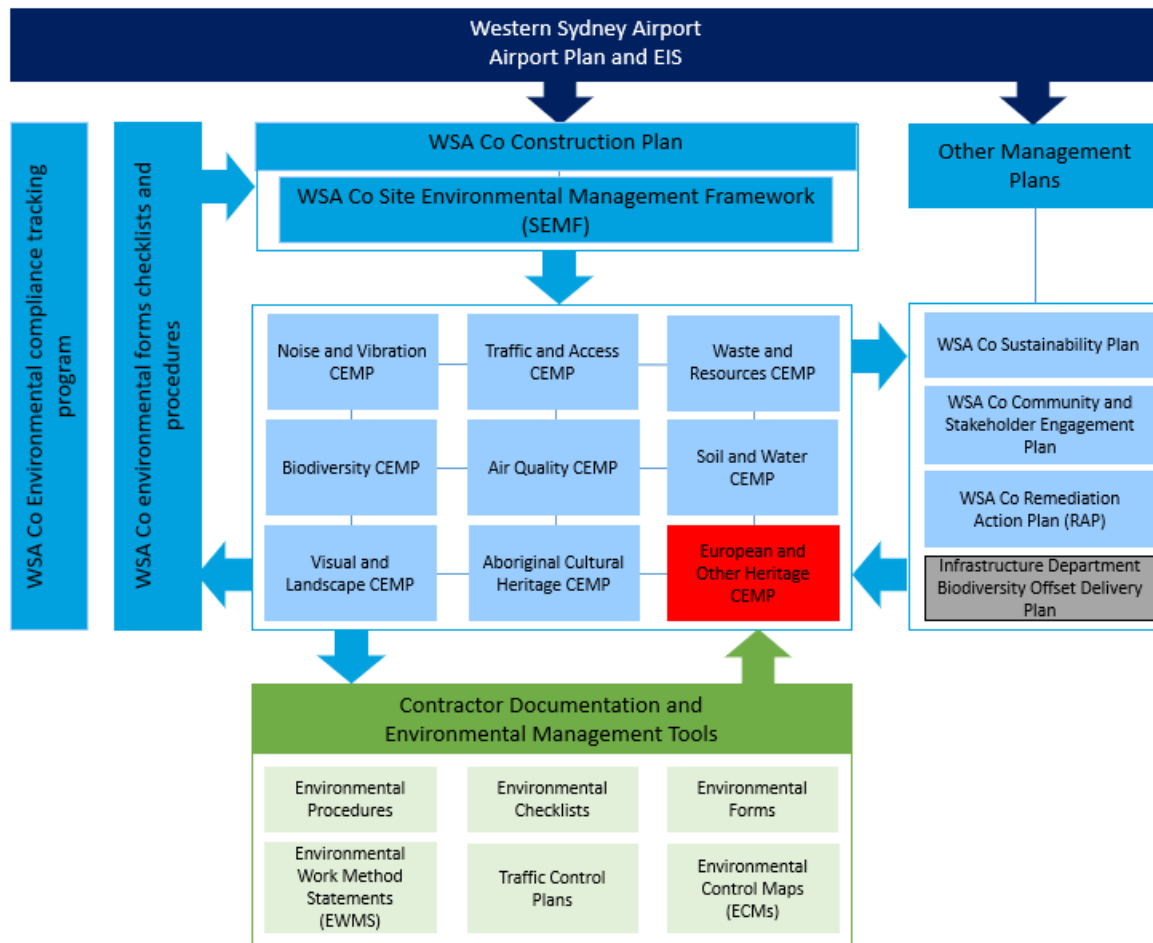 Western Sydney Airport
Airport Plan and EIS
WSA Co Environmental compliance tracking
program
WSA Co environmental forms checklists and
procedures
WSA Co Construction Plan
WSA Co Site Environmental Management Framework
(SEMF)
Other Management
Plans
Noise and Vibration
CEMP
Traffic and Access
CEMP
Waste and
Resources CEMP
Biodiversity CEMP
Air Quality CEMP
Soil and Water
CEMP
Visual and
Landscape CEMP
Aboriginal Cultural
Heritage CEMP
European and
Other Heritage
CEMP
WSA Co Sustainability Plan
WSA Co Community and
Stakeholder Engagement
Plan
WSA Co Remediation
Action Plan (RAP)
Infrastructure Department
Biodiversity Offset Delivery
Plan
Contractor Documentation and
Environmental Management Tools
Environmental
Procedures
Environmental
Checklists
Environmental
Forms
Environmental
Work Method
Statements
(EWMS)
Traffic Control
Plans
Environmental
Control Maps
(ECMs)